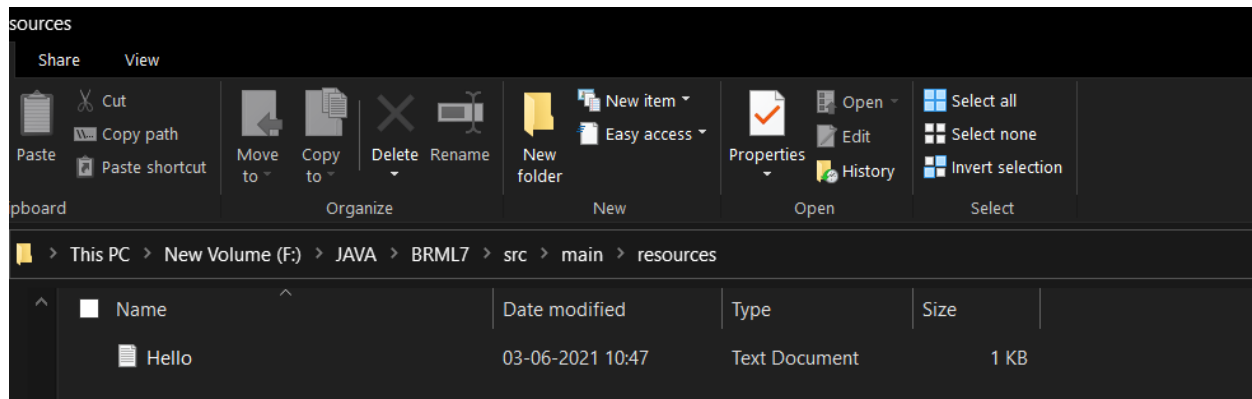 sources
Share View
Cut
Copy path
Paste shortcut
Paste
Move to
Copy to
Delete
Rename
New folder
New item
Easy access
Properties
Open
Edit
History
Select all
Select none
Invert selection
pboard
Organize
New
Open
Select
> This PC > New Volume (F:) > JAVA > BRML7 > src > main > resources
Name Date modified Type Size
Hello 03-06-2021 10:47 Text Document 1 KB